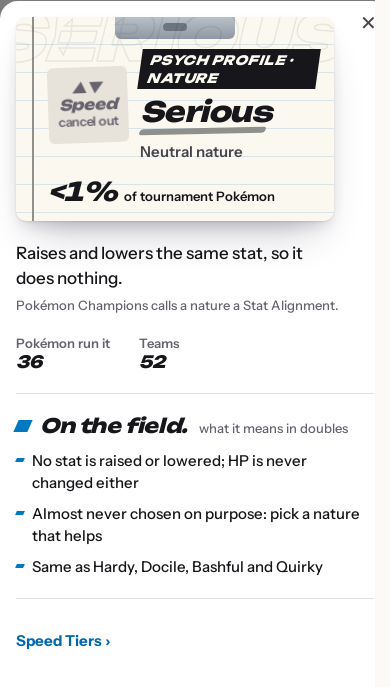 SERIOUS
×
PSYCH PROFILE ·
NATURE
▲▼
Speed
cancel out
Serious
Neutral nature
<1% of tournament Pokémon
Raises and lowers the same stat, so it
does nothing.
Pokémon Champions calls a nature a Stat Alignment.
Pokémon run it Teams
36 52
On the field. what it means in doubles
No stat is raised or lowered; HP is never
changed either
Almost never chosen on purpose: pick a nature
that helps
Same as Hardy, Docile, Bashful and Quirky
Speed Tiers ›